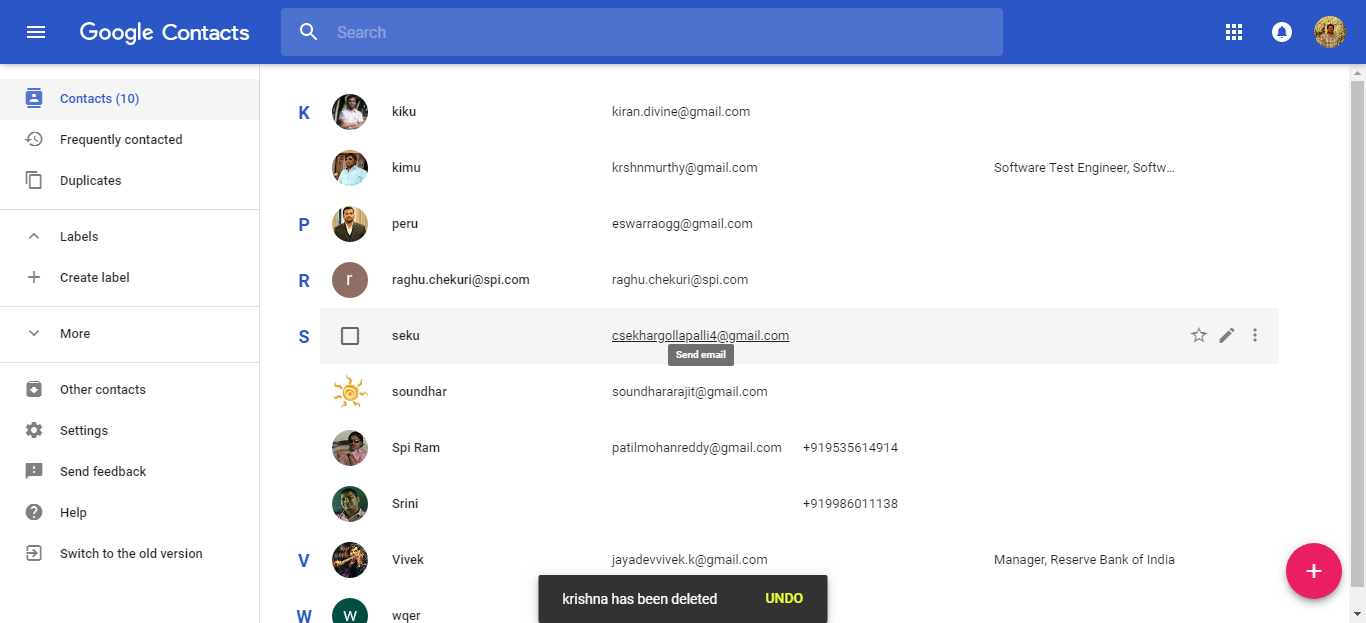 Google Contacts
Search
Contacts (10)
Frequently contacted
Duplicates
Labels
Create label
More
Other contacts
Settings
Send feedback
Help
Switch to the old version
K kiku kiran.divine@gmail.com
kimu krshnmurthy@gmail.com Software Test Engineer, Softw...
P peru eswarraogg@gmail.com
R r raghu.chekuri@spi.com raghu.chekuri@spi.com
S seku csekhargollapalli4@gmail.com
Send email
soundhar soundhararajit@gmail.com
Spi Ram patilmohanreddy@gmail.com +919535614914
Srini +919986011138
V Vivek jayadevvivek.k@gmail.com Manager, Reserve Bank of India
W w wqer
krishna has been deleted UNDO